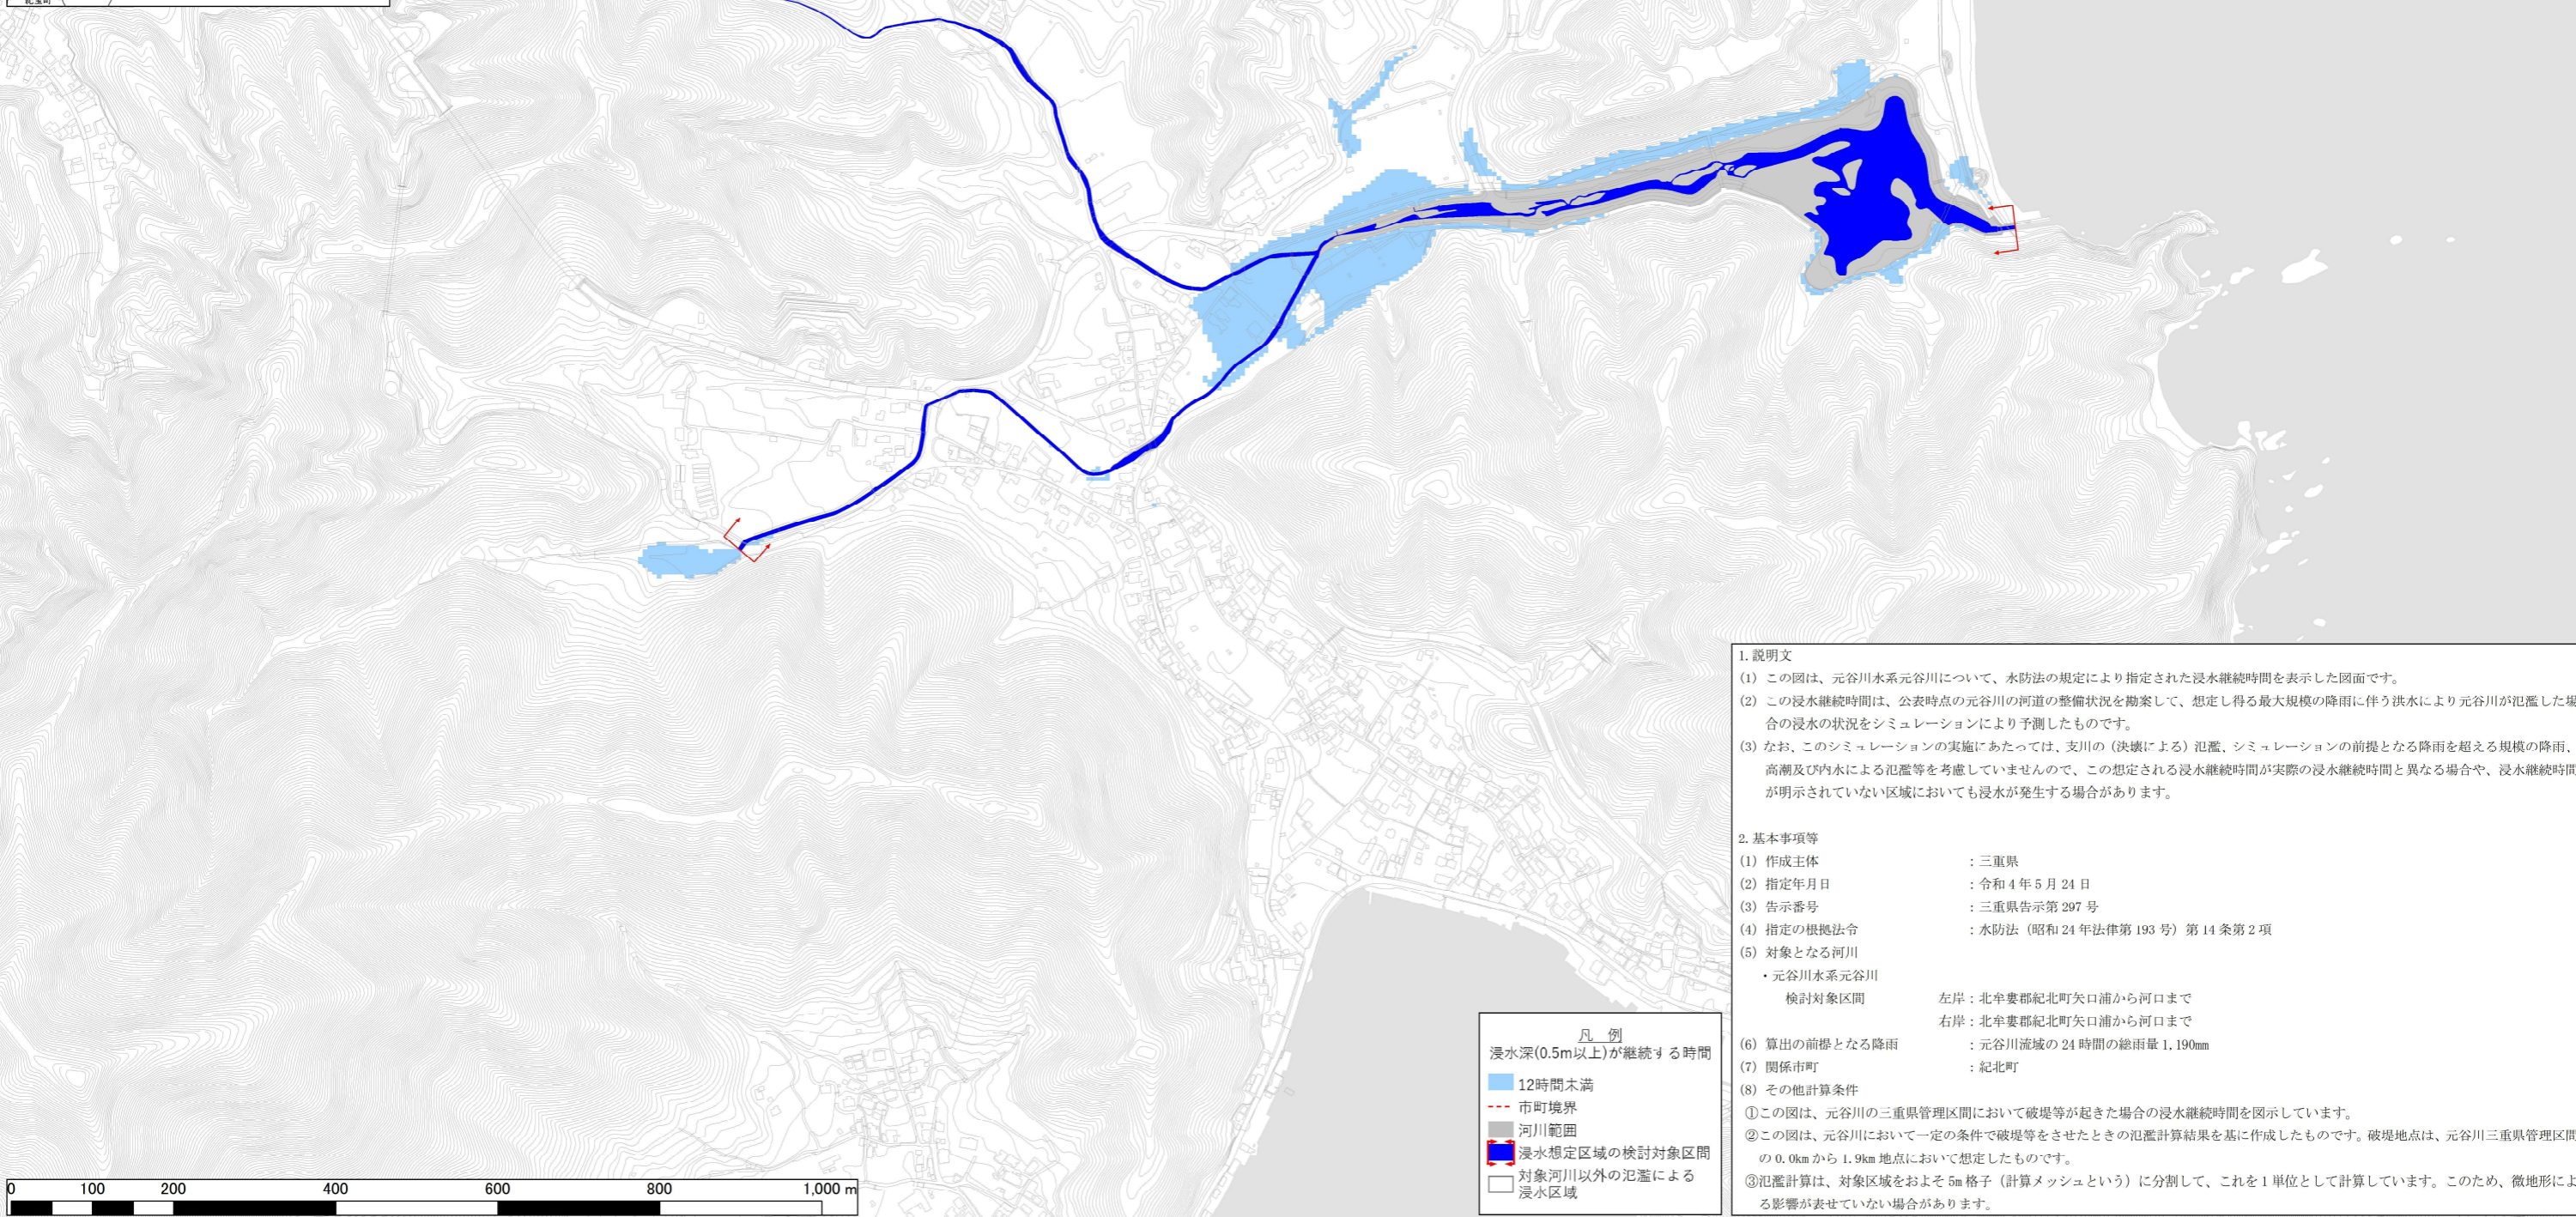 紀宝町
1. 説明文
(1) この図は、元谷川水系元谷川について、水防法の規定により指定された浸水継続時間を表示した図面です。
(2) この浸水継続時間は、公表時点の元谷川の河道の整備状況を勘案して、想定し得る最大規模の降雨に伴う洪水により元谷川が氾濫した場
合の浸水の状況をシミュレーションにより予測したものです。
(3) なお、このシミュレーションの実施にあたっては、支川の（決壊による）氾濫、シミュレーションの前提となる降雨を超える規模の降雨、
高潮及び内水による氾濫等を考慮していませんので、この想定される浸水継続時間が実際の浸水継続時間と異なる場合や、浸水継続時間
が明示されていない区域においても浸水が発生する場合があります。
2. 基本事項等
(1) 作成主体 ：三重県
(2) 指定年月日 ：令和 4 年 5 月 24 日
(3) 告示番号 ：三重県告示第 297 号
(4) 指定の根拠法令 ：水防法（昭和 24 年法律第 193 号）第 14 条第 2 項
(5) 対象となる河川
・元谷川水系元谷川
検討対象区間 左岸：北牟婁郡紀北町矢口浦から河口まで
右岸：北牟婁郡紀北町矢口浦から河口まで
(6) 算出の前提となる降雨 ：元谷川流域の 24 時間の総雨量 1,190mm
(7) 関係市町 ：紀北町
(8) その他計算条件
①この図は、元谷川の三重県管理区間において破堤等が起きた場合の浸水継続時間を図示しています。
②この図は、元谷川において一定の条件で破堤等をさせたときの氾濫計算結果を基に作成したものです。破堤地点は、元谷川三重県管理区間
の 0.0km から 1.9km 地点において想定したものです。
③氾濫計算は、対象区域をおよそ 5m 格子（計算メッシュという）に分割して、これを 1 単位として計算しています。このため、微地形によ
る影響が表せていない場合があります。
凡 例
浸水深(0.5m以上)が継続する時間
12時間未満
市町境界
河川範囲
浸水想定区域の検討対象区間
対象河川以外の氾濫による
浸水区域
0 100 200 400 600 800 1,000 m